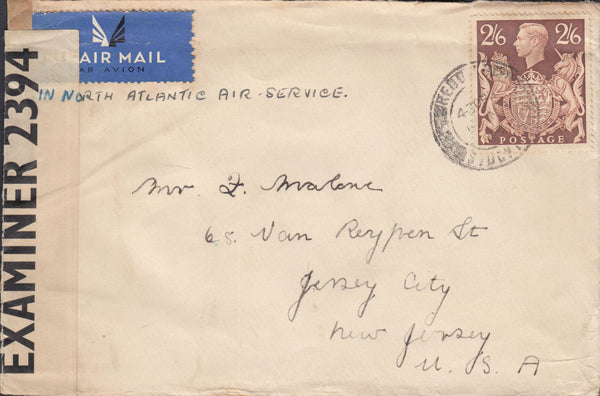 AIR MAIL
PAR AVION
IN NORTH ATLANTIC AIR-SERVICE.
EXAMINER 2394
2/6 2/6
POSTAGE
Mr. F. Malone
68 Van Reypen St
Jersey City
New Jersey
U. S. A